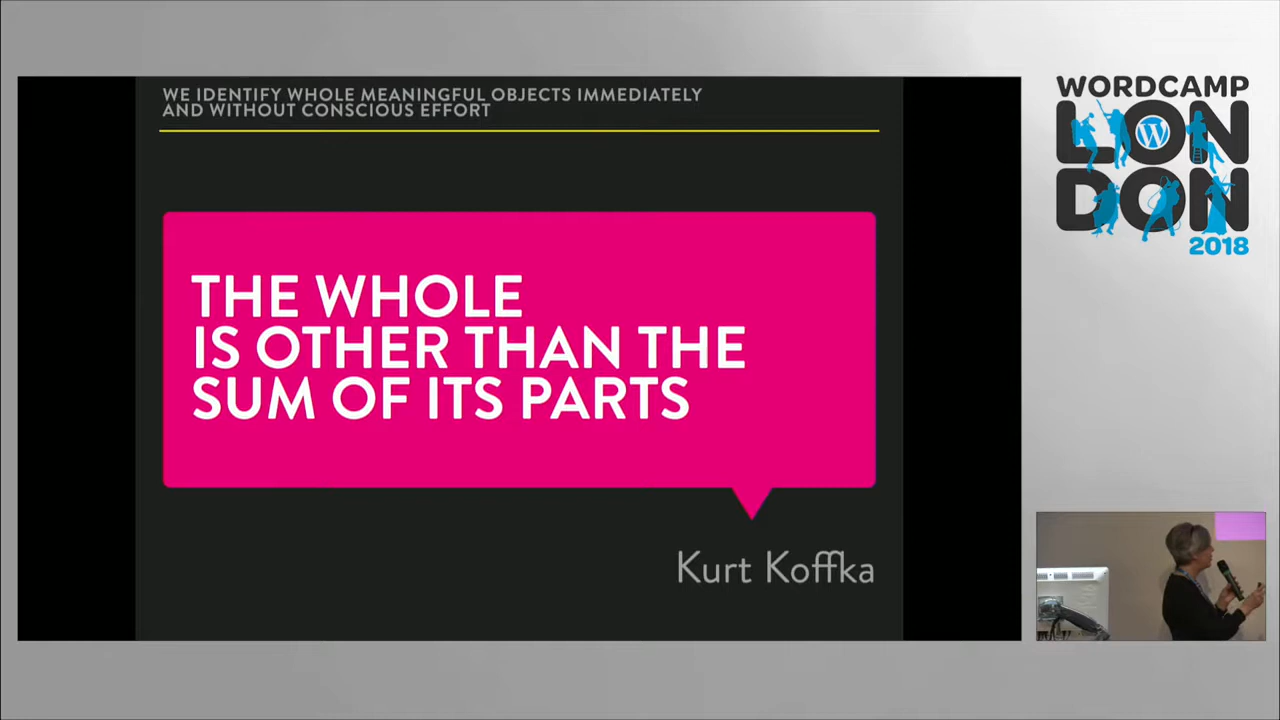 WE IDENTIFY WHOLE MEANINGFUL OBJECTS IMMEDIATELY
AND WITHOUT CONSCIOUS EFFORT
THE WHOLE
IS OTHER THAN THE
SUM OF ITS PARTS
Kurt Koffka
WORDCAMP
LON
DON
2018